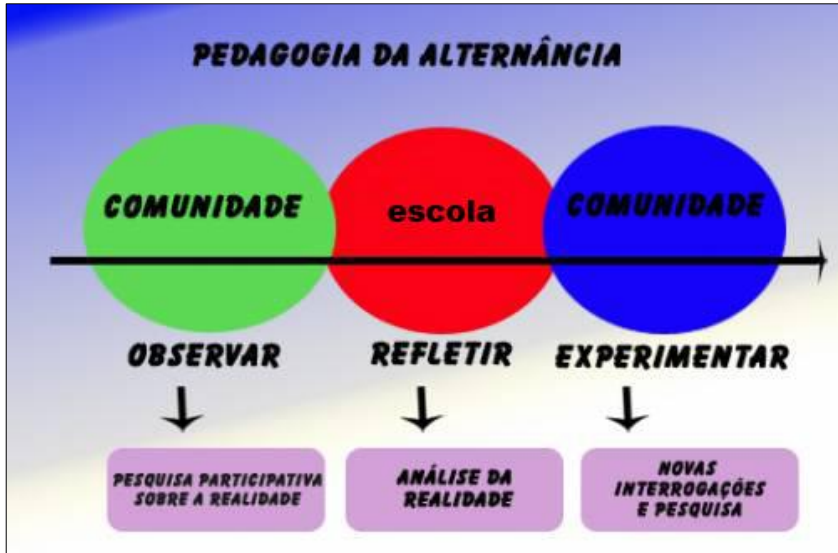 PEDAGOGIA DA ALTERNÂNCIA
COMUNIDADE
escola
COMUNIDADE
OBSERVAR
REFLETIR
EXPERIMENTAR
PESQUISA PARTICIPATIVA
SOBRE A REALIDADE
ANÁLISE DA
REALIDADE
NOVAS
INTERROGAÇÕES
E PESQUISA